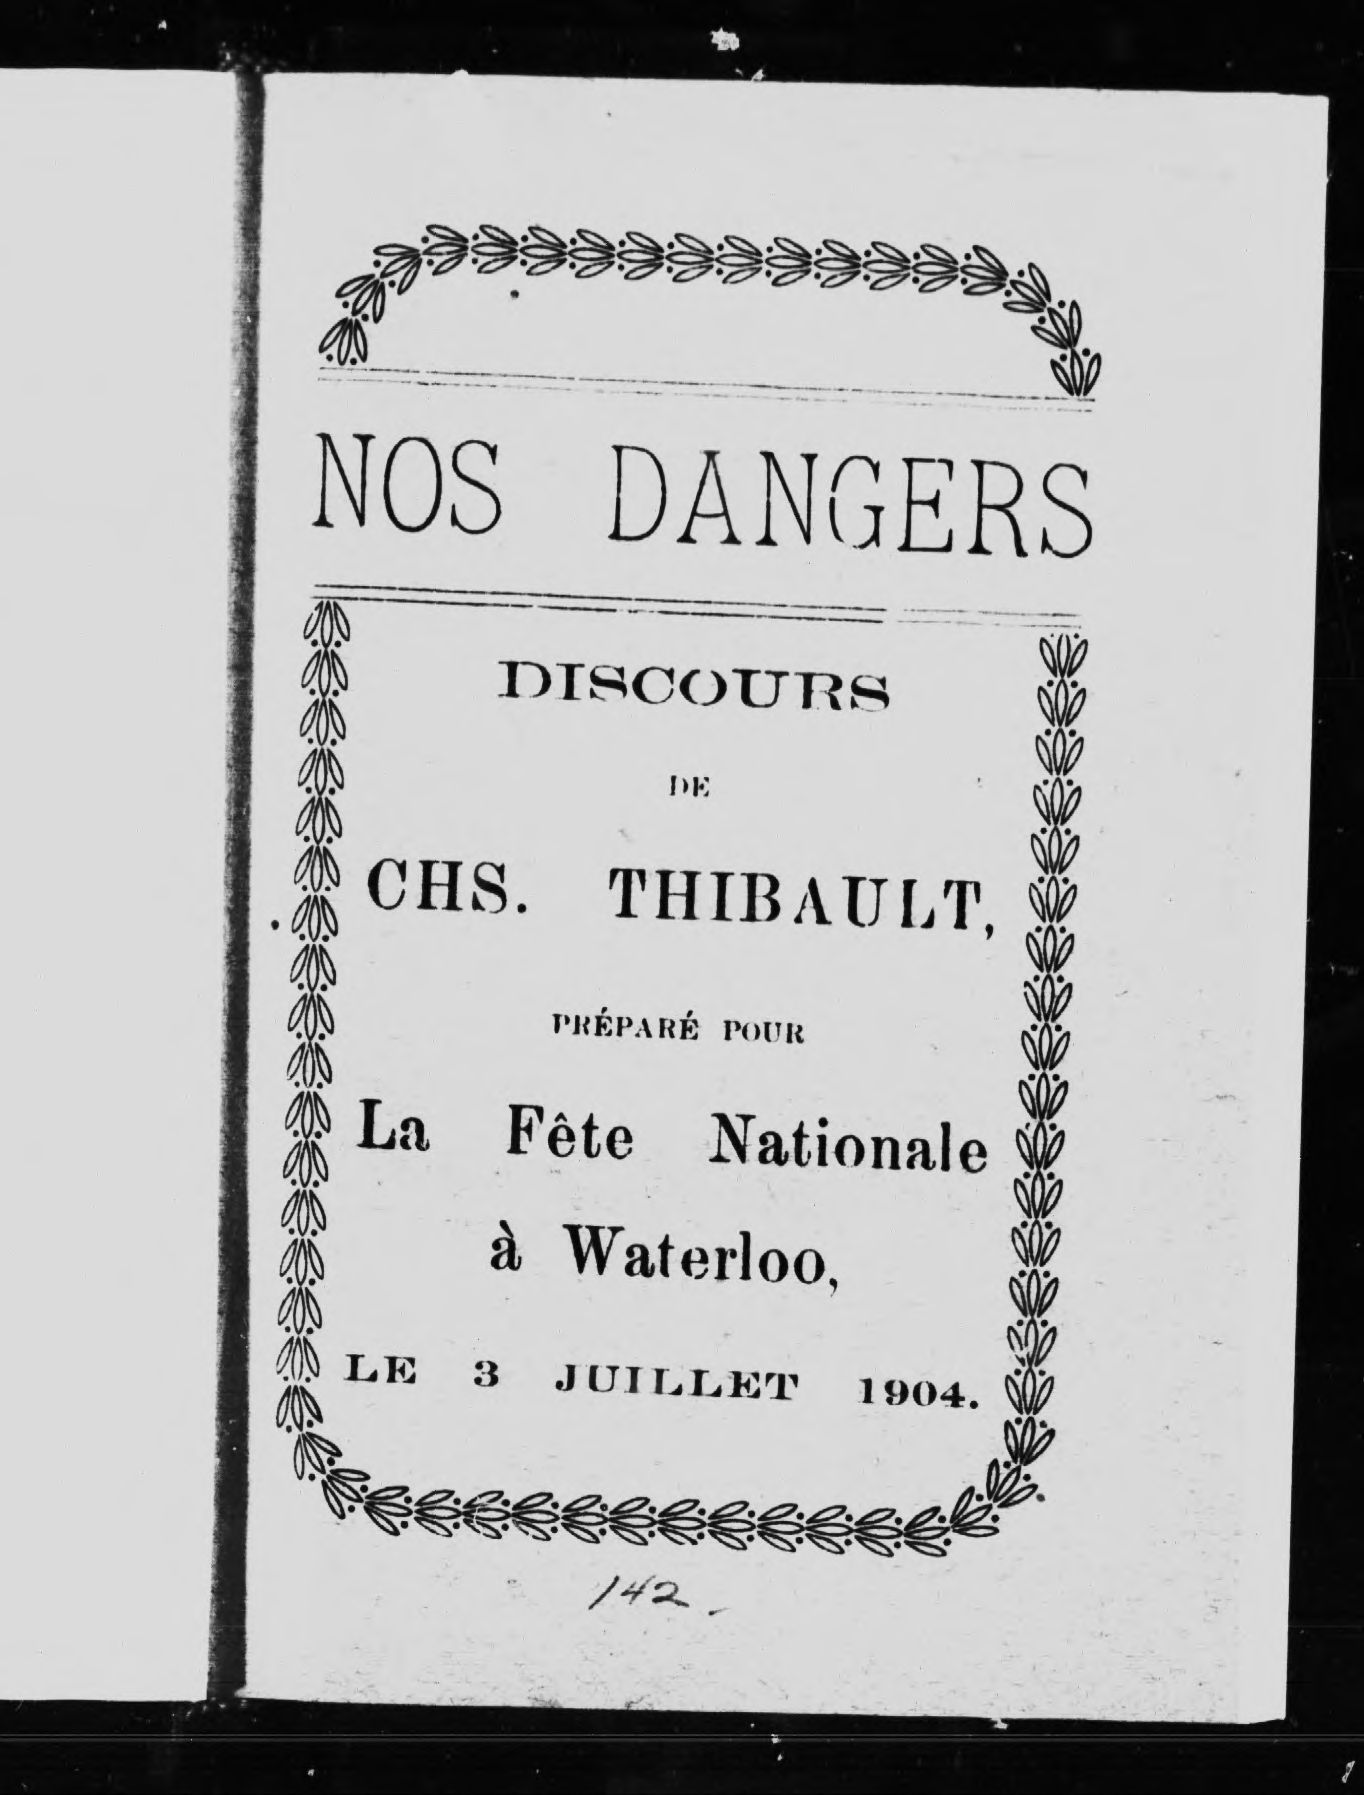 NOS DANGERS
DISCOURS
DE
CHS. THIBAULT,
PRÉPARÉ POUR
La Fête Nationale
à Waterloo,
LE 3 JUILLET 1904.
142